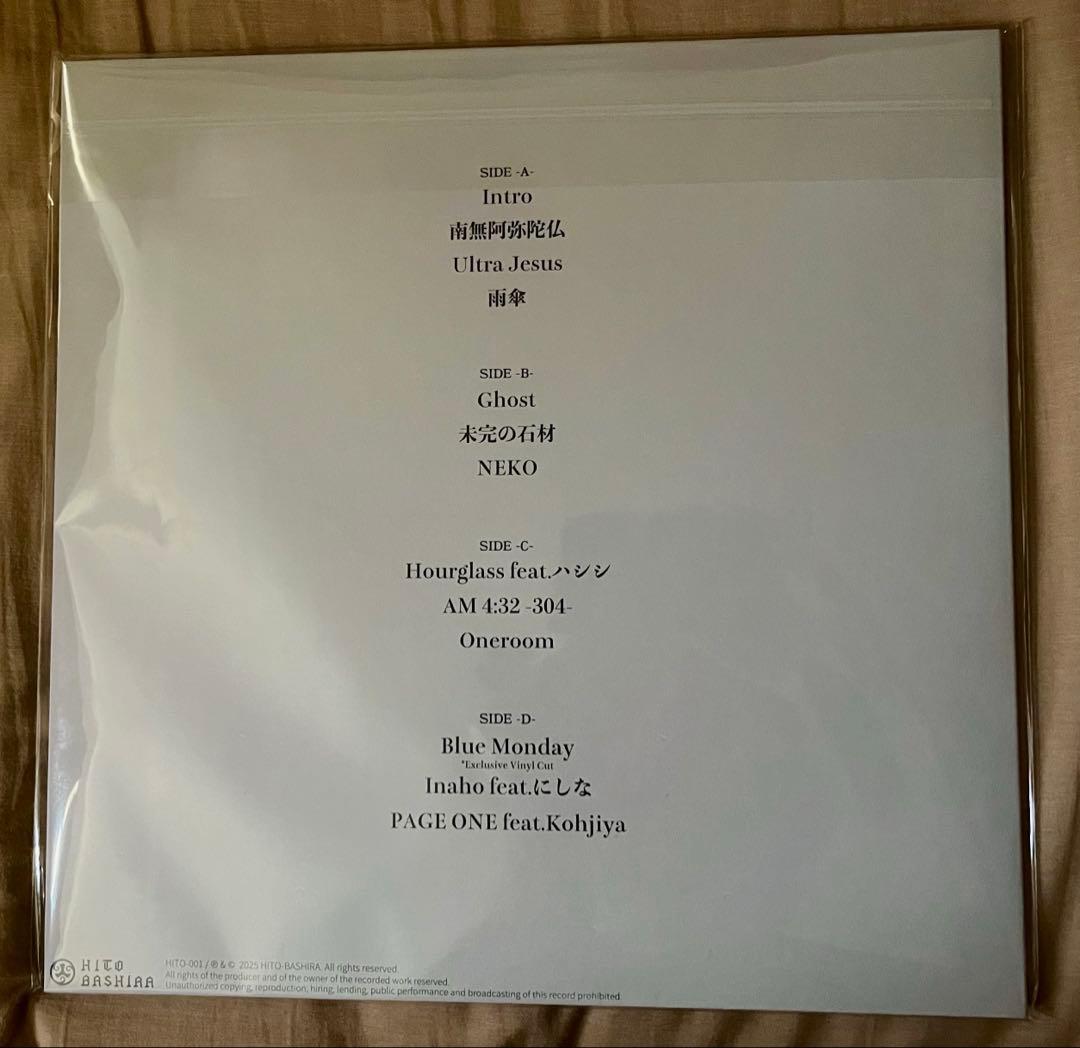 SIDE -A-
Intro
南無阿弥陀仏
Ultra Jesus
雨傘
SIDE -B-
Ghost
未完の石材
NEKO
SIDE -C-
Hourglass feat.ハシシ
AM 4:32 -304-
Oneroom
SIDE -D-
Blue Monday
*Exclusive Vinyl Cut
Inaho feat.にしな
PAGE ONE feat.Kohjiya
HITO
BASHIRA
HITO-001 / ℗ & © 2025 HITO-BASHIRA. All rights reserved.
All rights of the producer and of the owner of the recorded work reserved.
Unauthorized copying, reproduction, hiring, lending, public performance and broadcasting of this record prohibited.